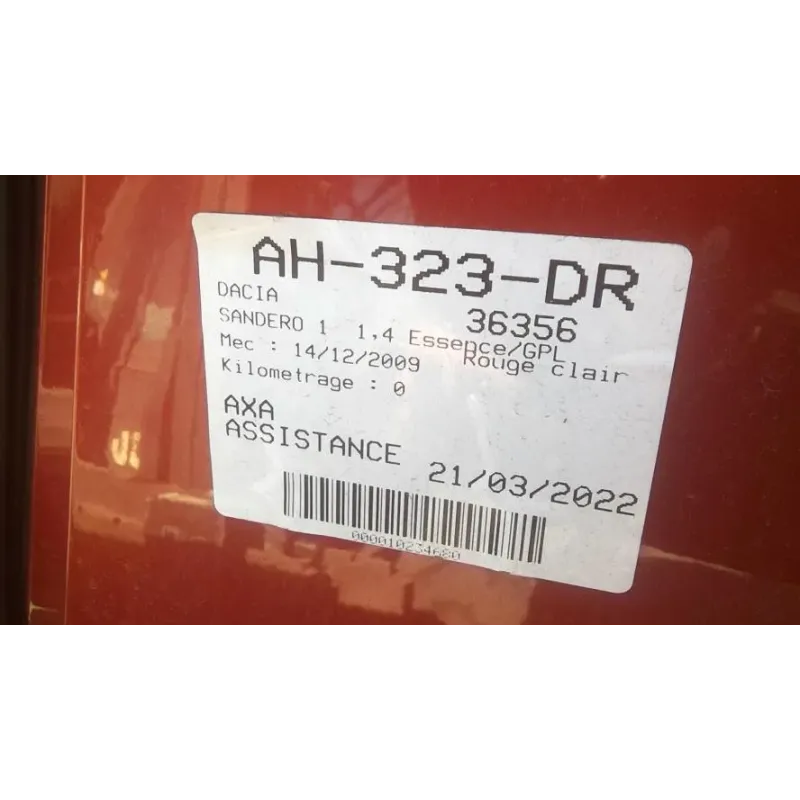 AH-323-DR
DACIA
36356
SANDERO 1 1,4 Essence/GPL
Mec : 14/12/2009 Rouge clair
Kilometrage : 0
AXA
ASSISTANCE
21/03/2022
000010234680